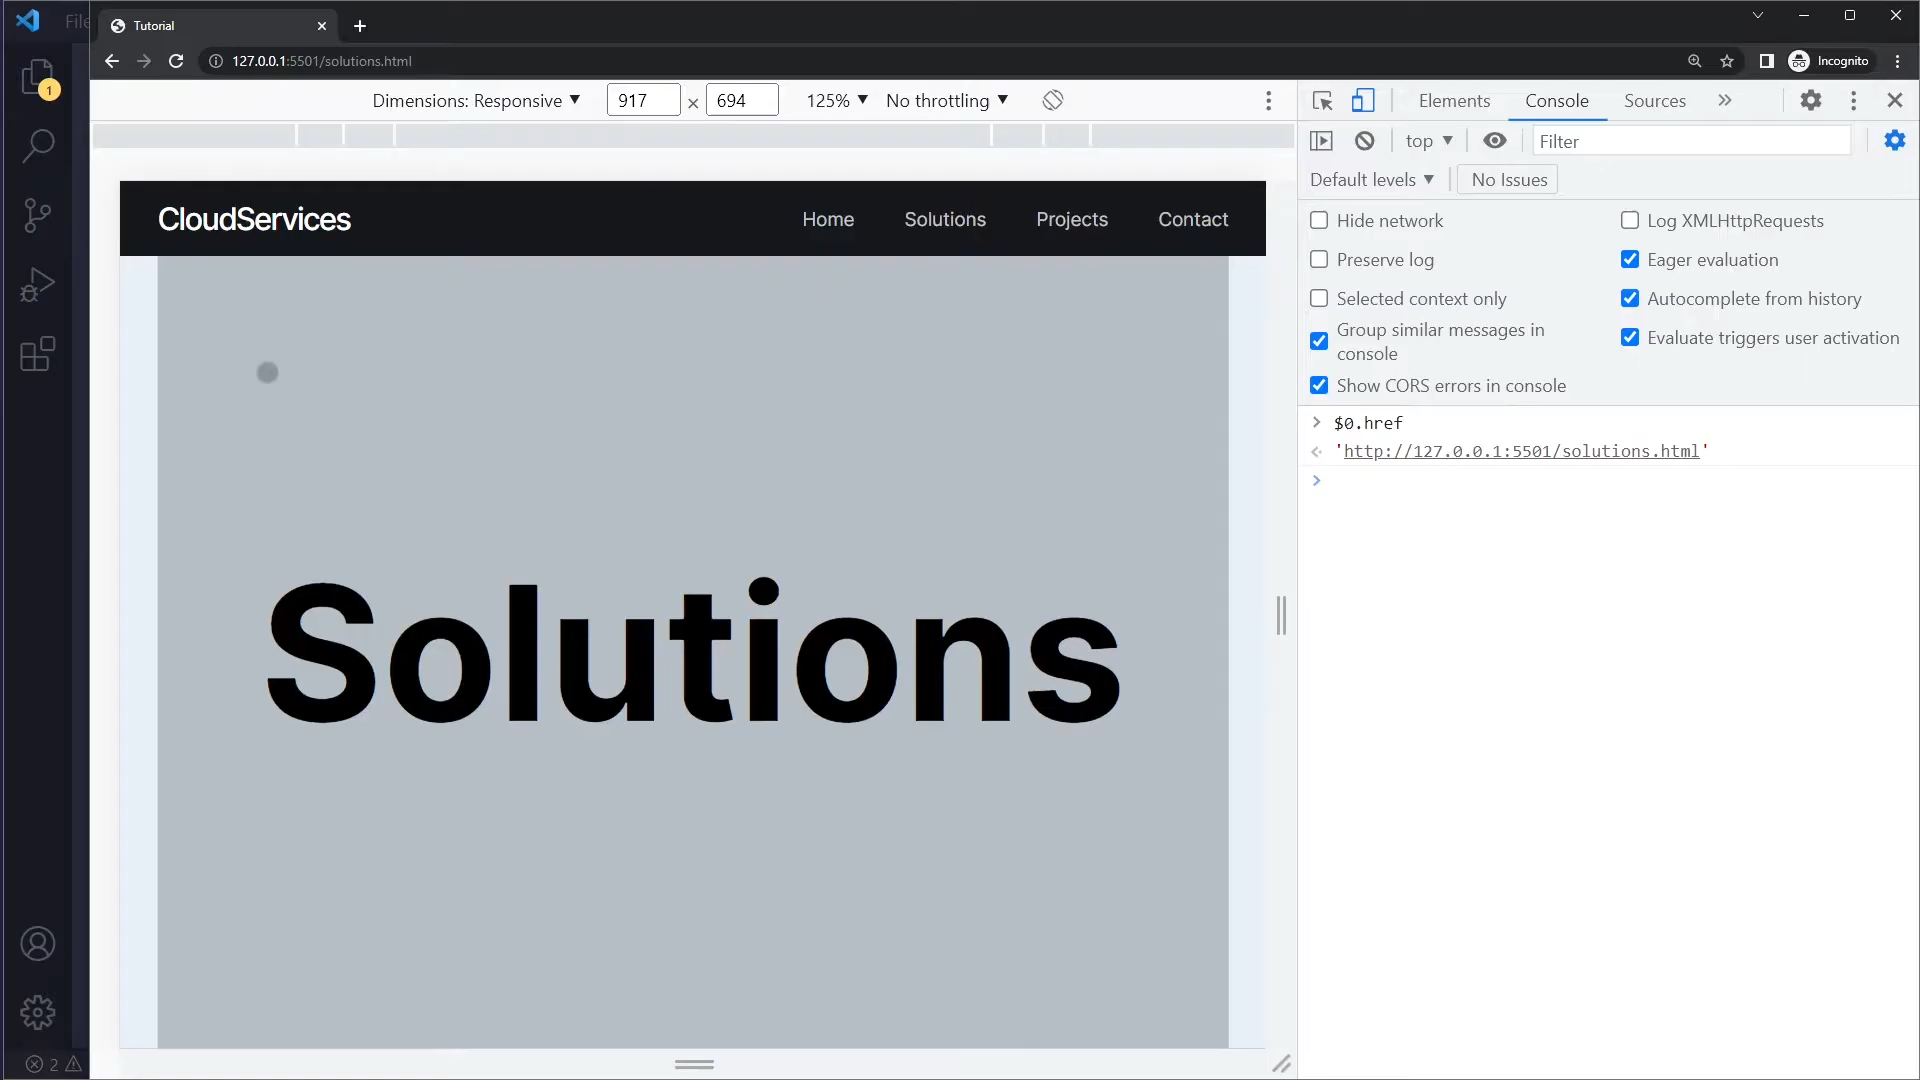 File
Tutorial
127.0.0.1:5501/solutions.html
Incognito
1
Dimensions: Responsive ▼ 917 × 694 125% ▼ No throttling ▼
Elements Console Sources »
top ▼ Filter
Default levels ▼ No Issues
Hide network Log XMLHttpRequests
Preserve log Eager evaluation
Selected context only Autocomplete from history
Group similar messages in
console
Evaluate triggers user activation
Show CORS errors in console
> $0.href
'http://127.0.0.1:5501/solutions.html'
>
CloudServices Home Solutions Projects Contact
Solutions
2